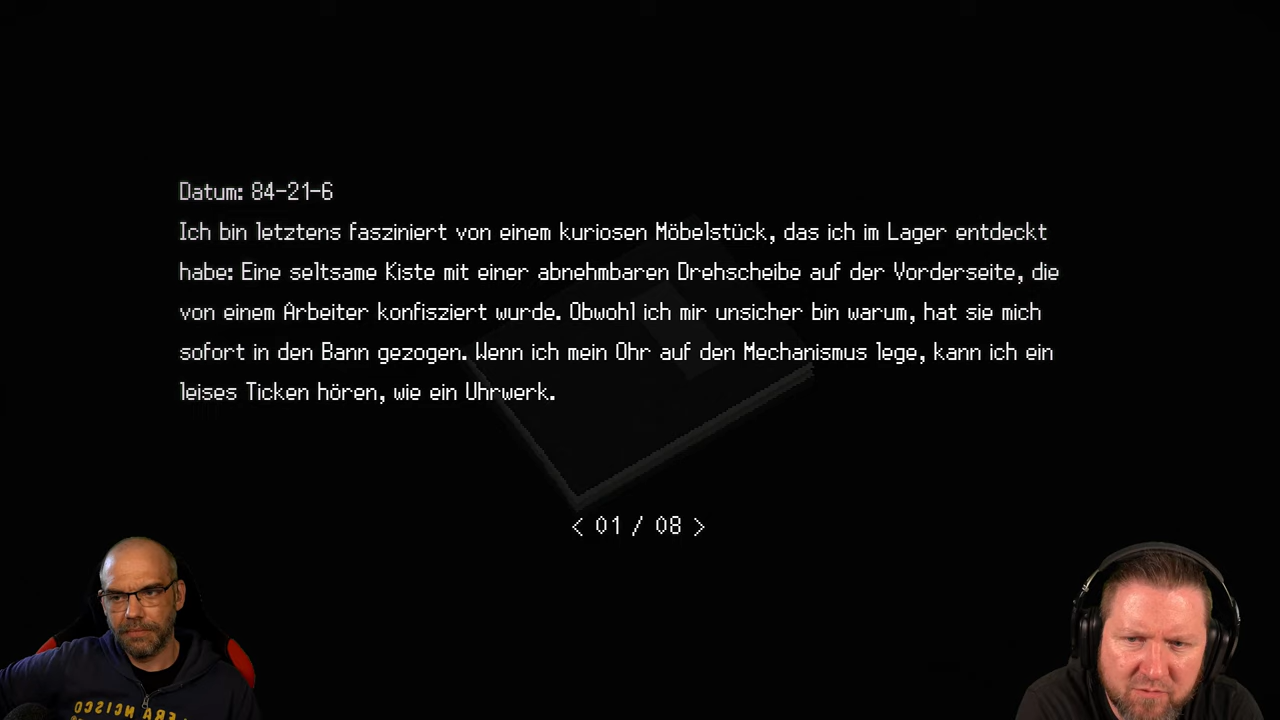 Datum: 84-21-6
Ich bin letztens fasziniert von einem kuriosen Möbelstück, das ich im Lager entdeckt
habe: Eine seltsame Kiste mit einer abnehmbaren Drehscheibe auf der Vorderseite, die
von einem Arbeiter konfisziert wurde. Obwohl ich mir unsicher bin warum, hat sie mich
sofort in den Bann gezogen. Wenn ich mein Ohr auf den Mechanismus lege, kann ich ein
leises Ticken hören, wie ein Uhrwerk.
< 01 / 08 >